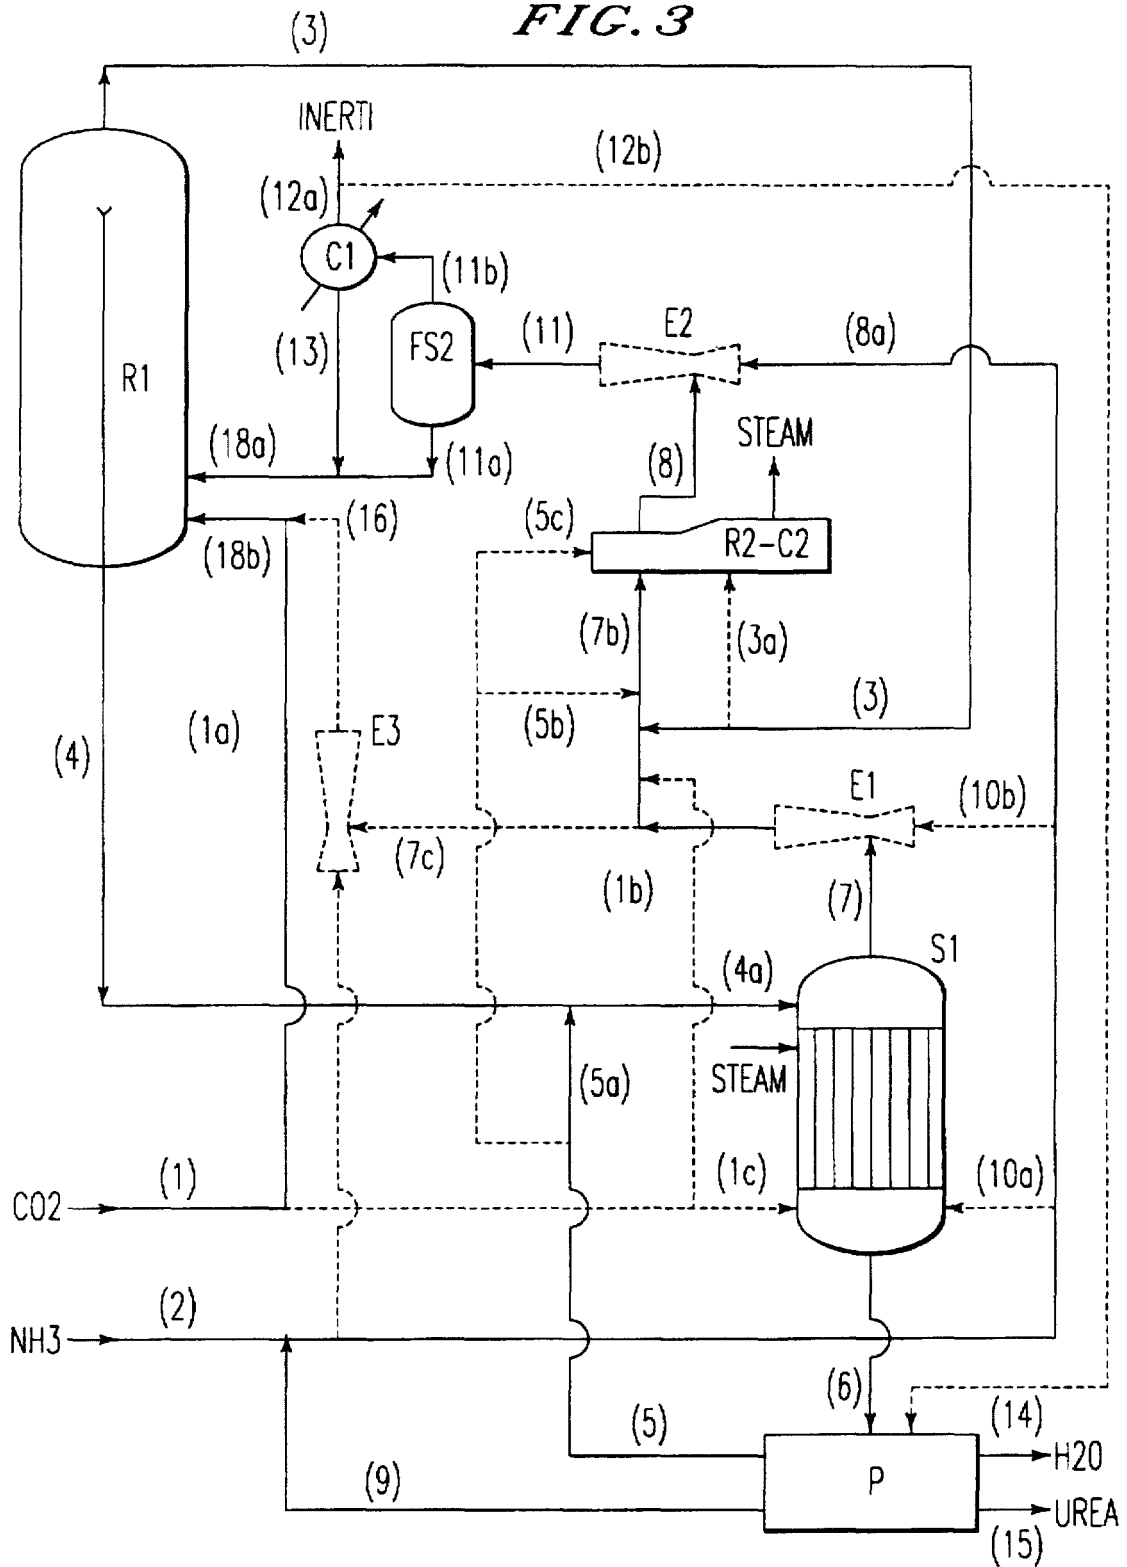 FIG. 3
(3)
INERTI
(12b)
(12a)
C1
(11b)
E2
(11)
(8a)
FS2
(13)
R1
STEAM
(18a)
(11a)
(8)
(16)
(5c)
(18b)
R2-C2
(7b)
(3a)
(3)
(5b)
(1a)
E3
(4)
E1
(10b)
(7c)
(1b)
(7)
S1
(4a)
STEAM
(5a)
(1)
(1c)
(10a)
CO2
(2)
NH3
(6)
(14)
(5)
H2O
P
(9)
UREA
(15)